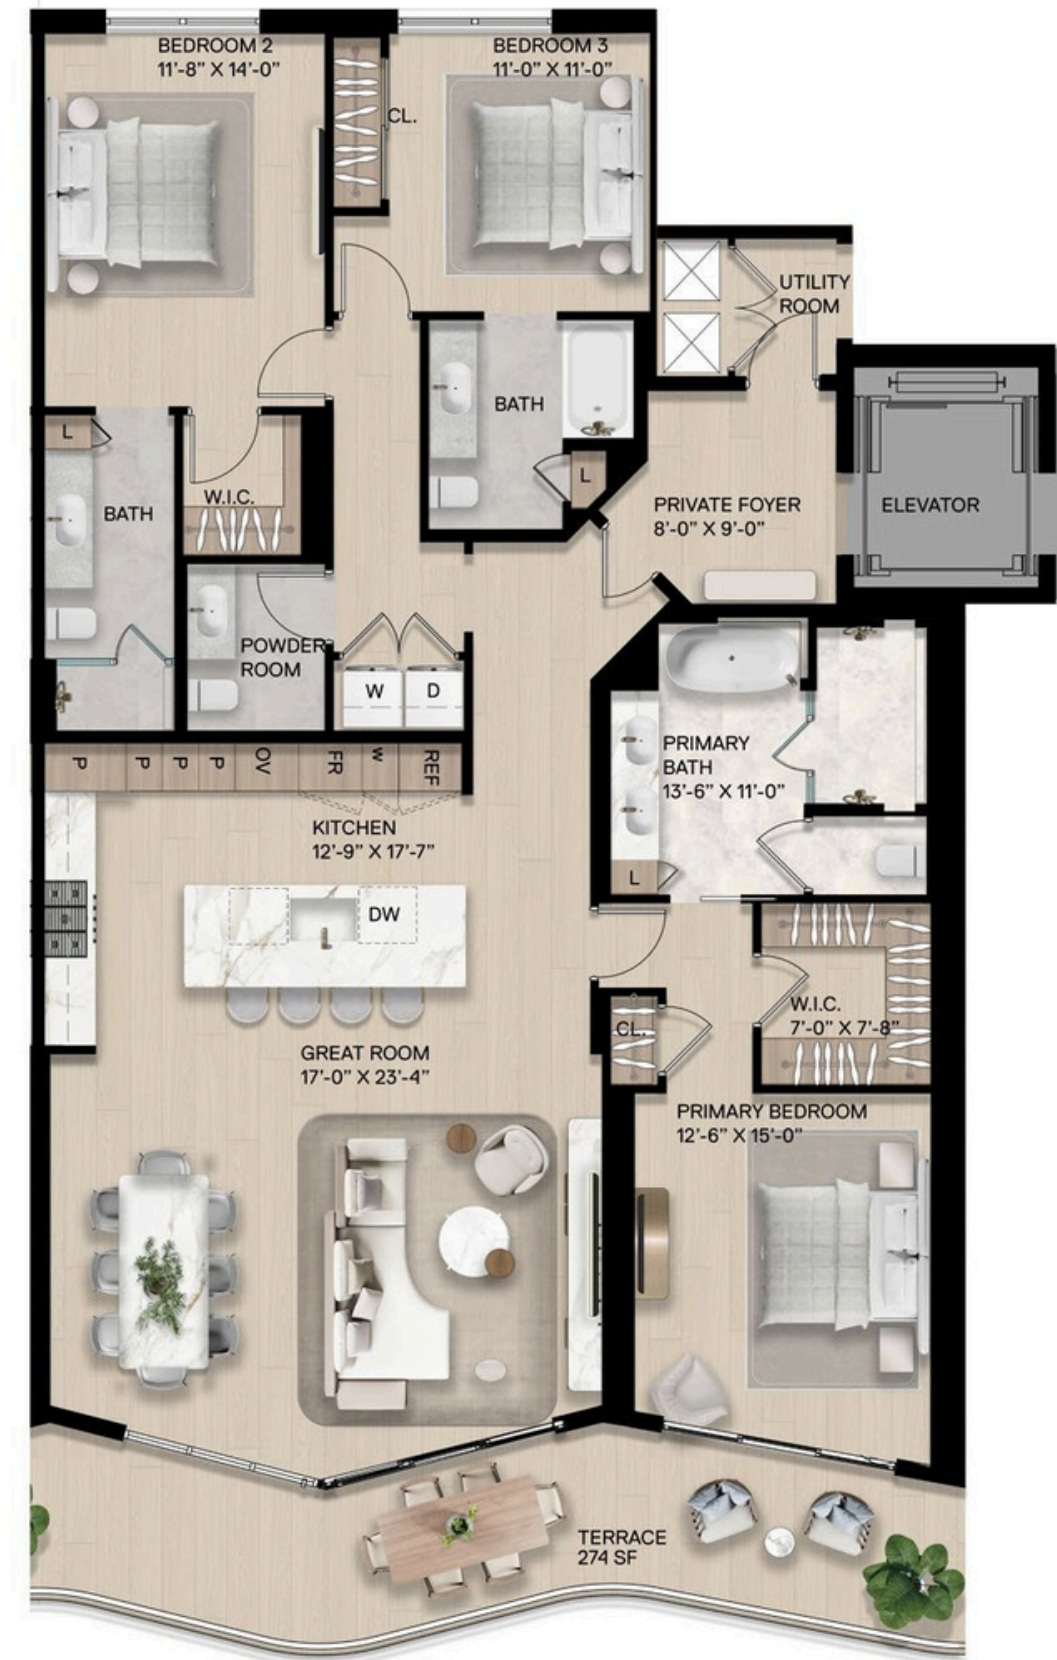 BEDROOM 2
11'-8" X 14'-0"
BEDROOM 3
11'-0" X 11'-0"
CL.
UTILITY
ROOM
BATH
L
L
W.I.C.
BATH
PRIVATE FOYER
8'-0" X 9'-0"
ELEVATOR
POWDER
ROOM
W
D
P
P
P
P
OV
FR
W
REF
PRIMARY
BATH
13'-6" X 11'-0"
KITCHEN
12'-9" X 17'-7"
L
DW
W.I.C.
7'-0" X 7'-8"
CL.
GREAT ROOM
17'-0" X 23'-4"
PRIMARY BEDROOM
12'-6" X 15'-0"
TERRACE
274 SF